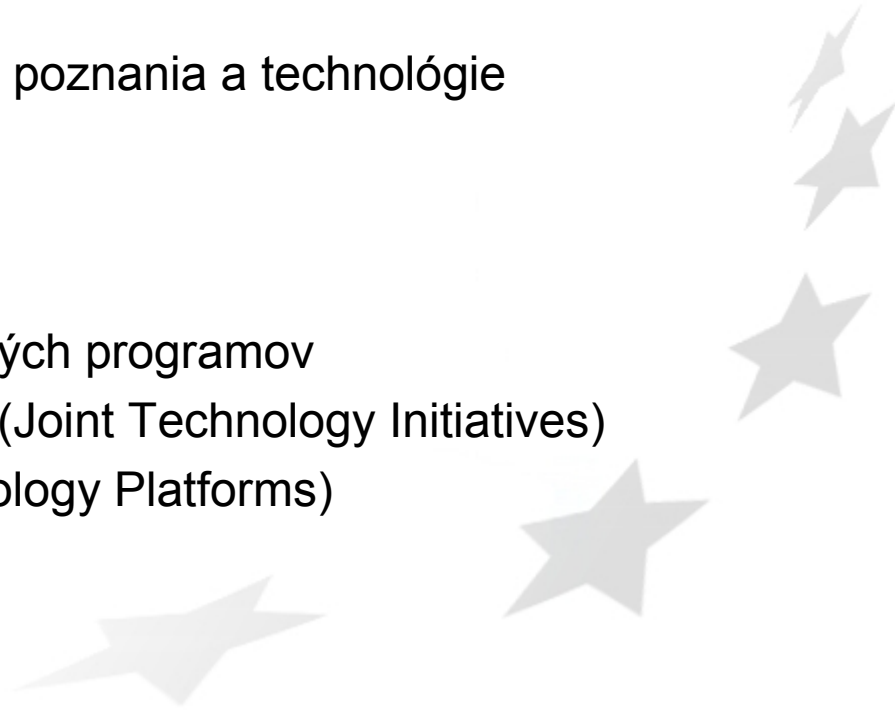 poznania a technológie
ých programov
(Joint Technology Initiatives)
ology Platforms)